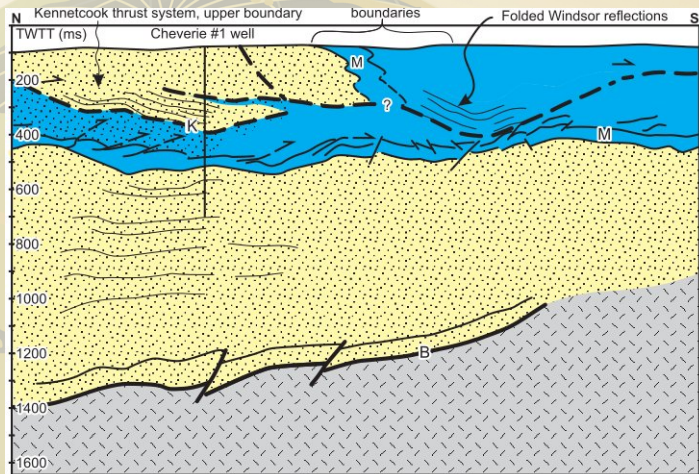 Kennetcook thrust system, upper boundary
boundaries
Folded Windsor reflections
N
S
TWTT (ms)
Cheverie #1 well
M
200
K
?
400
M
600
800
1000
1200
B
1400
1600